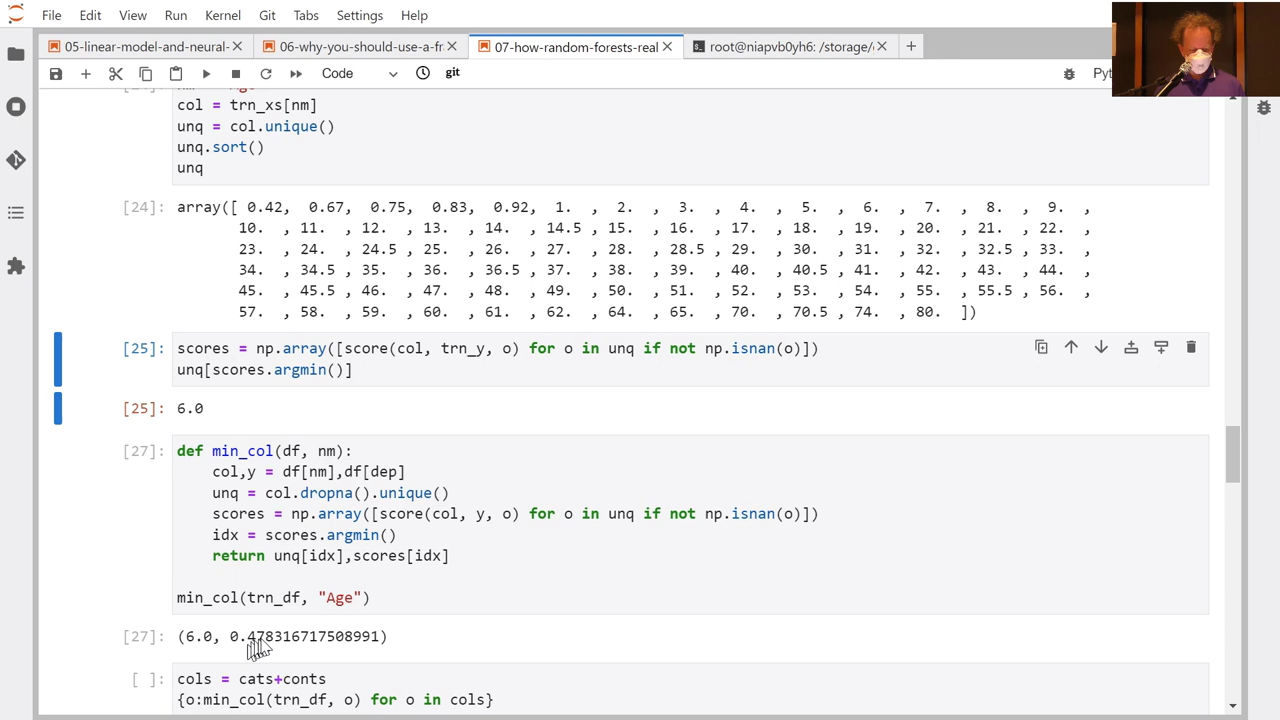 File Edit View Run Kernel Git Tabs Settings Help
05-linear-model-and-neural- 06-why-you-should-use-a-fr 07-how-random-forests-real root@niapvb0yh6: /storage/
Code git Pyt
col = trn_xs[nm]
unq = col.unique()
unq.sort()
unq
[24]: array([ 0.42, 0.67, 0.75, 0.83, 0.92, 1. , 2. , 3. , 4. , 5. , 6. , 7. , 8. , 9. ,
10. , 11. , 12. , 13. , 14. , 14.5 , 15. , 16. , 17. , 18. , 19. , 20. , 21. , 22. ,
23. , 24. , 24.5 , 25. , 26. , 27. , 28. , 28.5 , 29. , 30. , 31. , 32. , 32.5 , 33. ,
34. , 34.5 , 35. , 36. , 36.5 , 37. , 38. , 39. , 40. , 40.5 , 41. , 42. , 43. , 44. ,
45. , 45.5 , 46. , 47. , 48. , 49. , 50. , 51. , 52. , 53. , 54. , 55. , 55.5 , 56. ,
57. , 58. , 59. , 60. , 61. , 62. , 64. , 65. , 70. , 70.5 , 74. , 80. ])
[25]: scores = np.array([score(col, trn_y, o) for o in unq if not np.isnan(o)])
unq[scores.argmin()]
[25]: 6.0
[27]: def min_col(df, nm):
col,y = df[nm],df[dep]
unq = col.dropna().unique()
scores = np.array([score(col, y, o) for o in unq if not np.isnan(o)])
idx = scores.argmin()
return unq[idx],scores[idx]
min_col(trn_df, "Age")
[27]: (6.0, 0.478316717508991)
[ ]: cols = cats+conts
{o:min_col(trn_df, o) for o in cols}